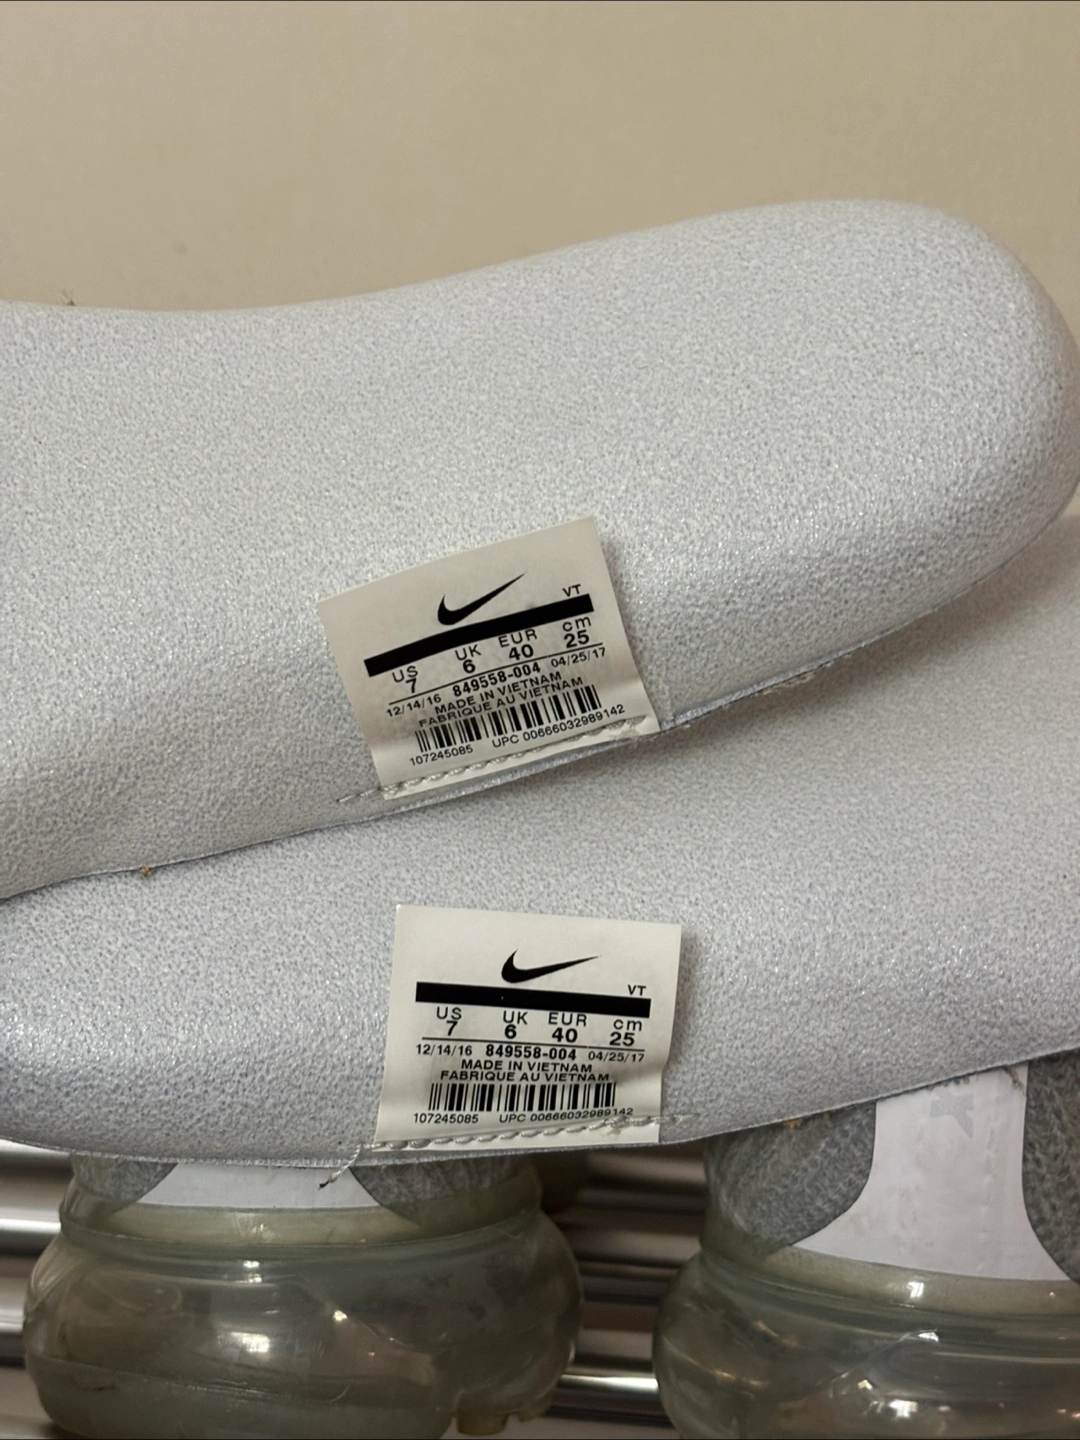 VT
US UK EUR cm
7 6 40 25
12/14/16 849558-004 04/25/17
MADE IN VIETNAM
FABRIQUE AU VIETNAM
107245085 UPC 00666032989142
VT
US UK EUR cm
7 6 40 25
12/14/16 849558-004 04/25/17
MADE IN VIETNAM
FABRIQUE AU VIETNAM
107245085 UPC 00666032989142